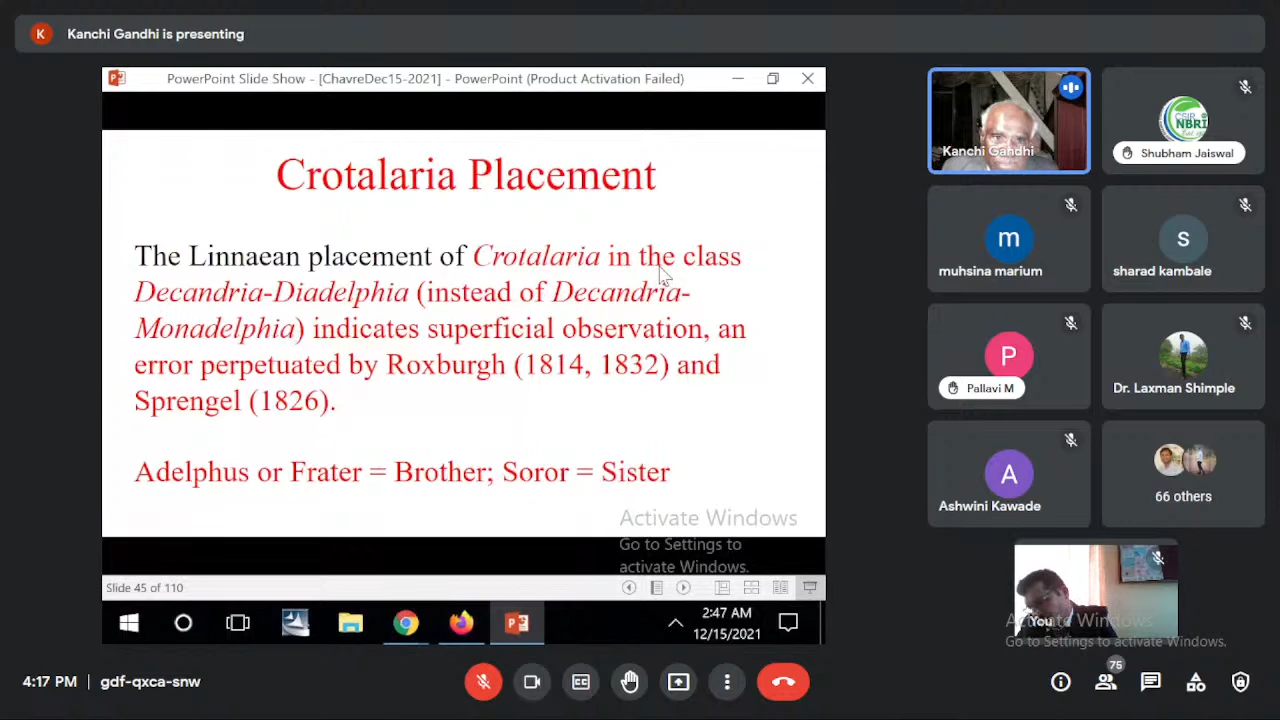 K Kanchi Gandhi is presenting
PowerPoint Slide Show - [ChavreDec15-2021] - PowerPoint (Product Activation Failed)
Crotalaria Placement
The Linnaean placement of Crotalaria in the class
Decandria-Diadelphia (instead of Decandria-
Monadelphia) indicates superficial observation, an
error perpetuated by Roxburgh (1814, 1832) and
Sprengel (1826).
Adelphus or Frater = Brother; Soror = Sister
Activate Windows
Go to Settings to
activate Windows.
Slide 45 of 110
2:47 AM
12/15/2021
Kanchi Gandhi
CSIR
NBRI
Shubham Jaiswal
m
muhsina marium
s
sharad kambale
P
Pallavi M
Dr. Laxman Shimple
A
Ashwini Kawade
66 others
You
Activate Windows
Go to Settings to activate Windows.
4:17 PM | gdf-qxca-snw
75